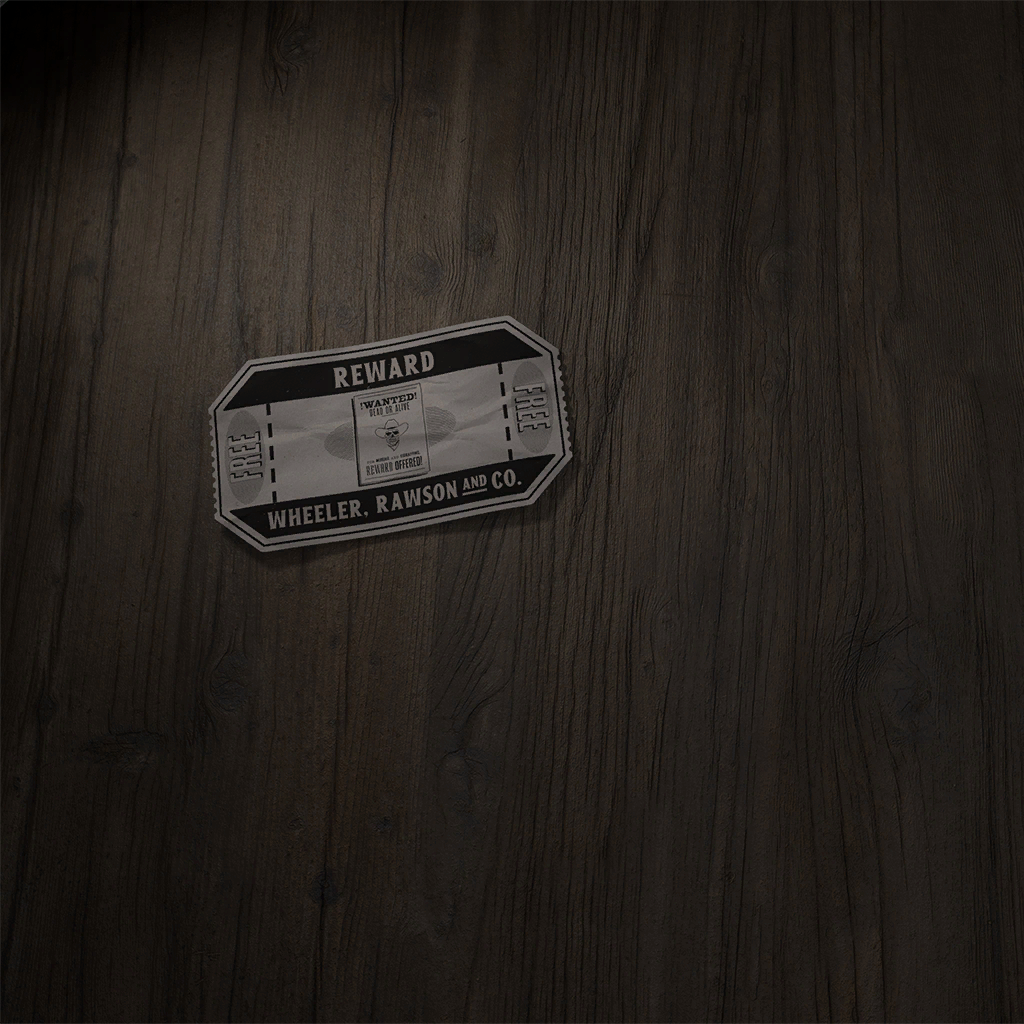 REWARD
FREE
!WANTED!
DEAD OR ALIVE
REWARD OFFERED!
FREE
WHEELER, RAWSON AND CO.